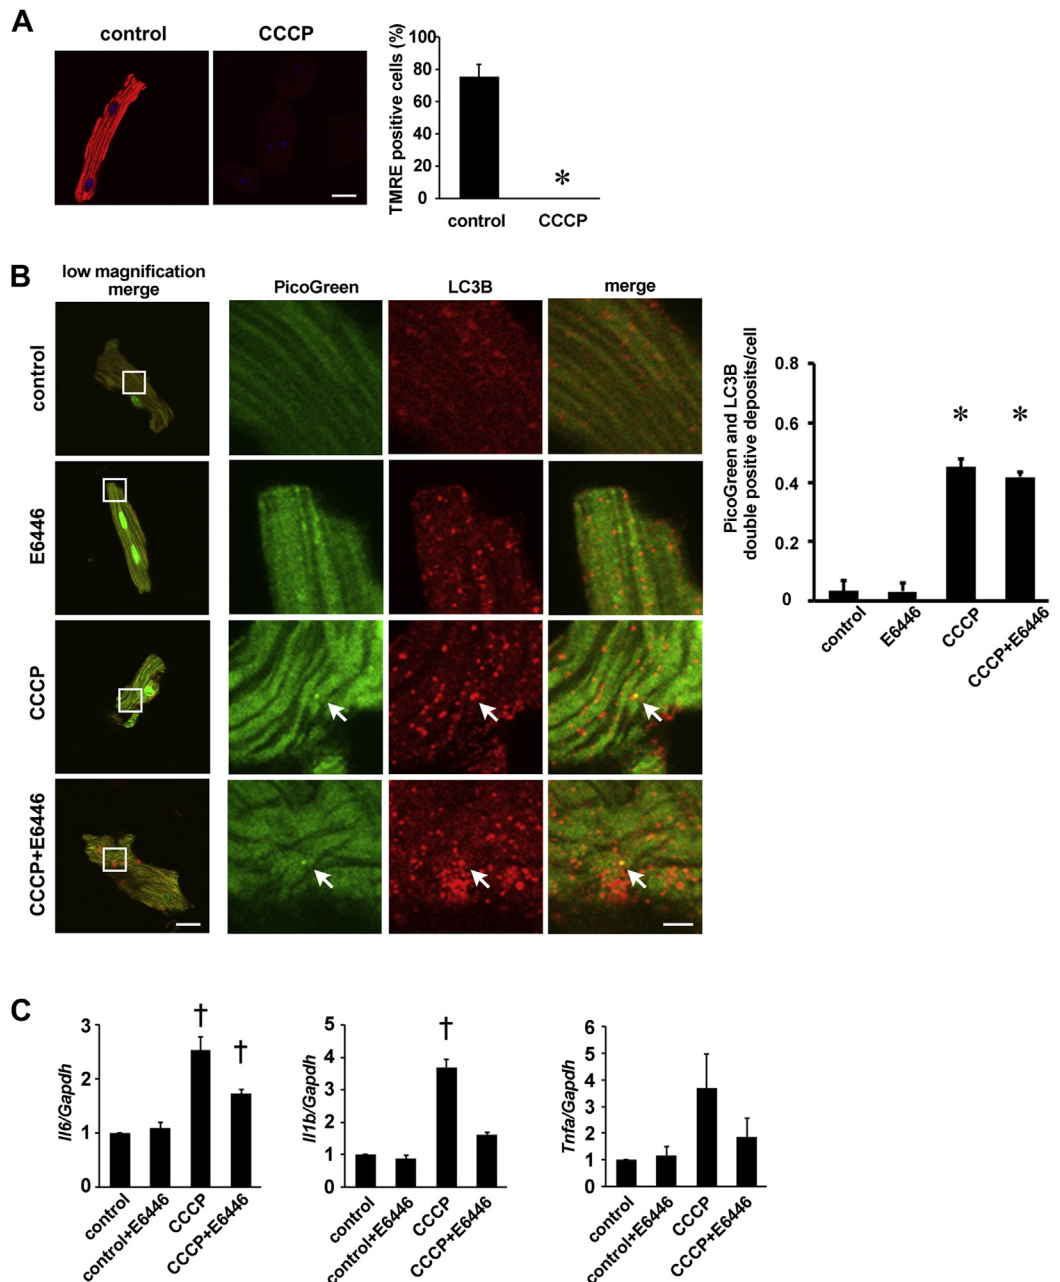 A
control CCCP
TMRE positive cells (%)
100
80
60
40
20
0
*
control CCCP
B
low magnification
merge
PicoGreen LC3B merge
control
E6446
CCCP
CCCP+E6446
PicoGreen and LC3B
double positive deposits/cell
0.8
0.6
0.4
0.2
0
* *
control E6446 CCCP CCCP+E6446
C
Il6/Gapdh
3
2
1
0
† †
control control+E6446 CCCP CCCP+E6446
Il1b/Gapdh
5
4
3
2
1
0
†
control control+E6446 CCCP CCCP+E6446
Tnfa/Gapdh
6
5
4
3
2
1
0
control control+E6446 CCCP CCCP+E6446